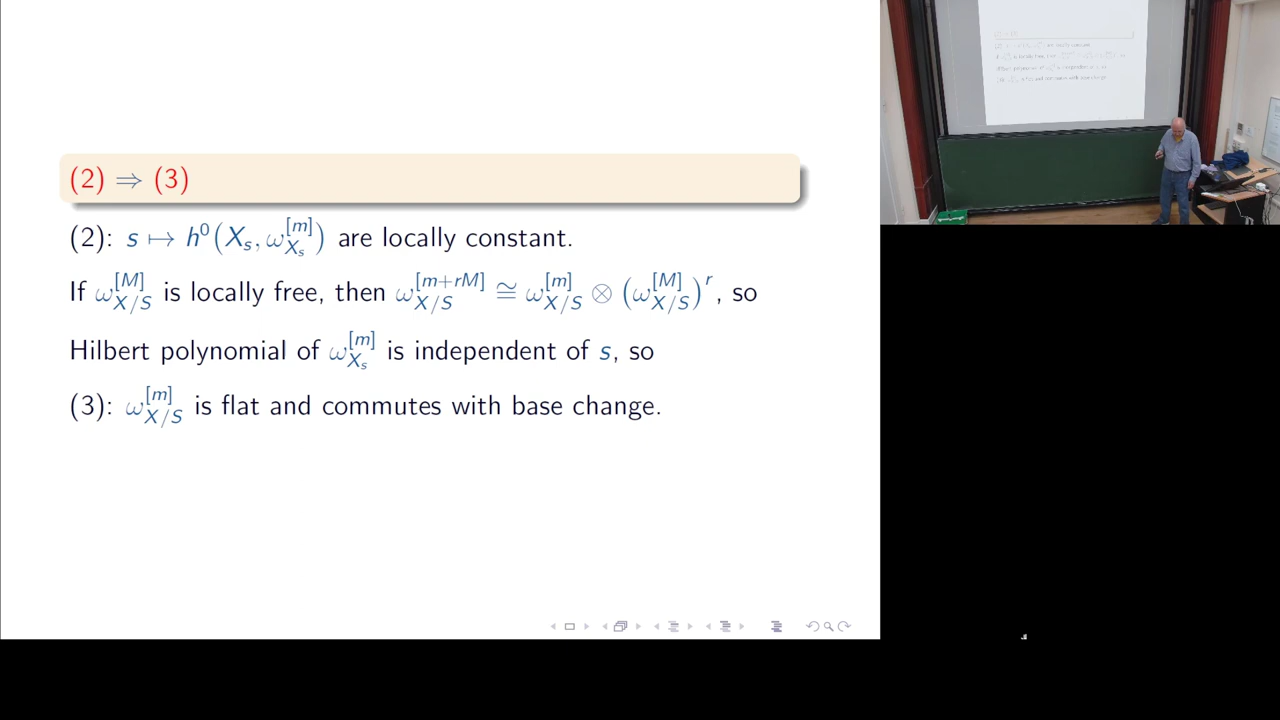 (2) ⇒ (3)
(2): s ↦ h⁰(X_s, ω_{X_s}^{[m]}) are locally constant.
If ω_{X/S}^{[M]} is locally free, then ω_{X/S}^{[m+rM]} ≅ ω_{X/S}^{[m]} ⊗ (ω_{X/S}^{[M]})^r, so
Hilbert polynomial of ω_{X_s}^{[m]} is independent of s, so
(3): ω_{X/S}^{[m]} is flat and commutes with base change.